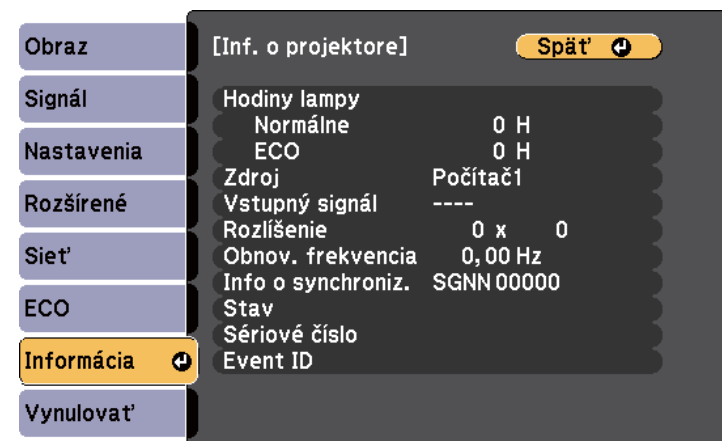 Obraz
Signál
Nastavenia
Rozšírené
Sieť
ECO
Informácia
Vynulovať
[Inf. o projektore] Späť
Hodiny lampy
Normálne 0 H
ECO 0 H
Zdroj Počítač1
Vstupný signál ----
Rozlíšenie 0 x 0
Obnov. frekvencia 0,00 Hz
Info o synchroniz. SGNN 00000
Stav
Sériové číslo
Event ID